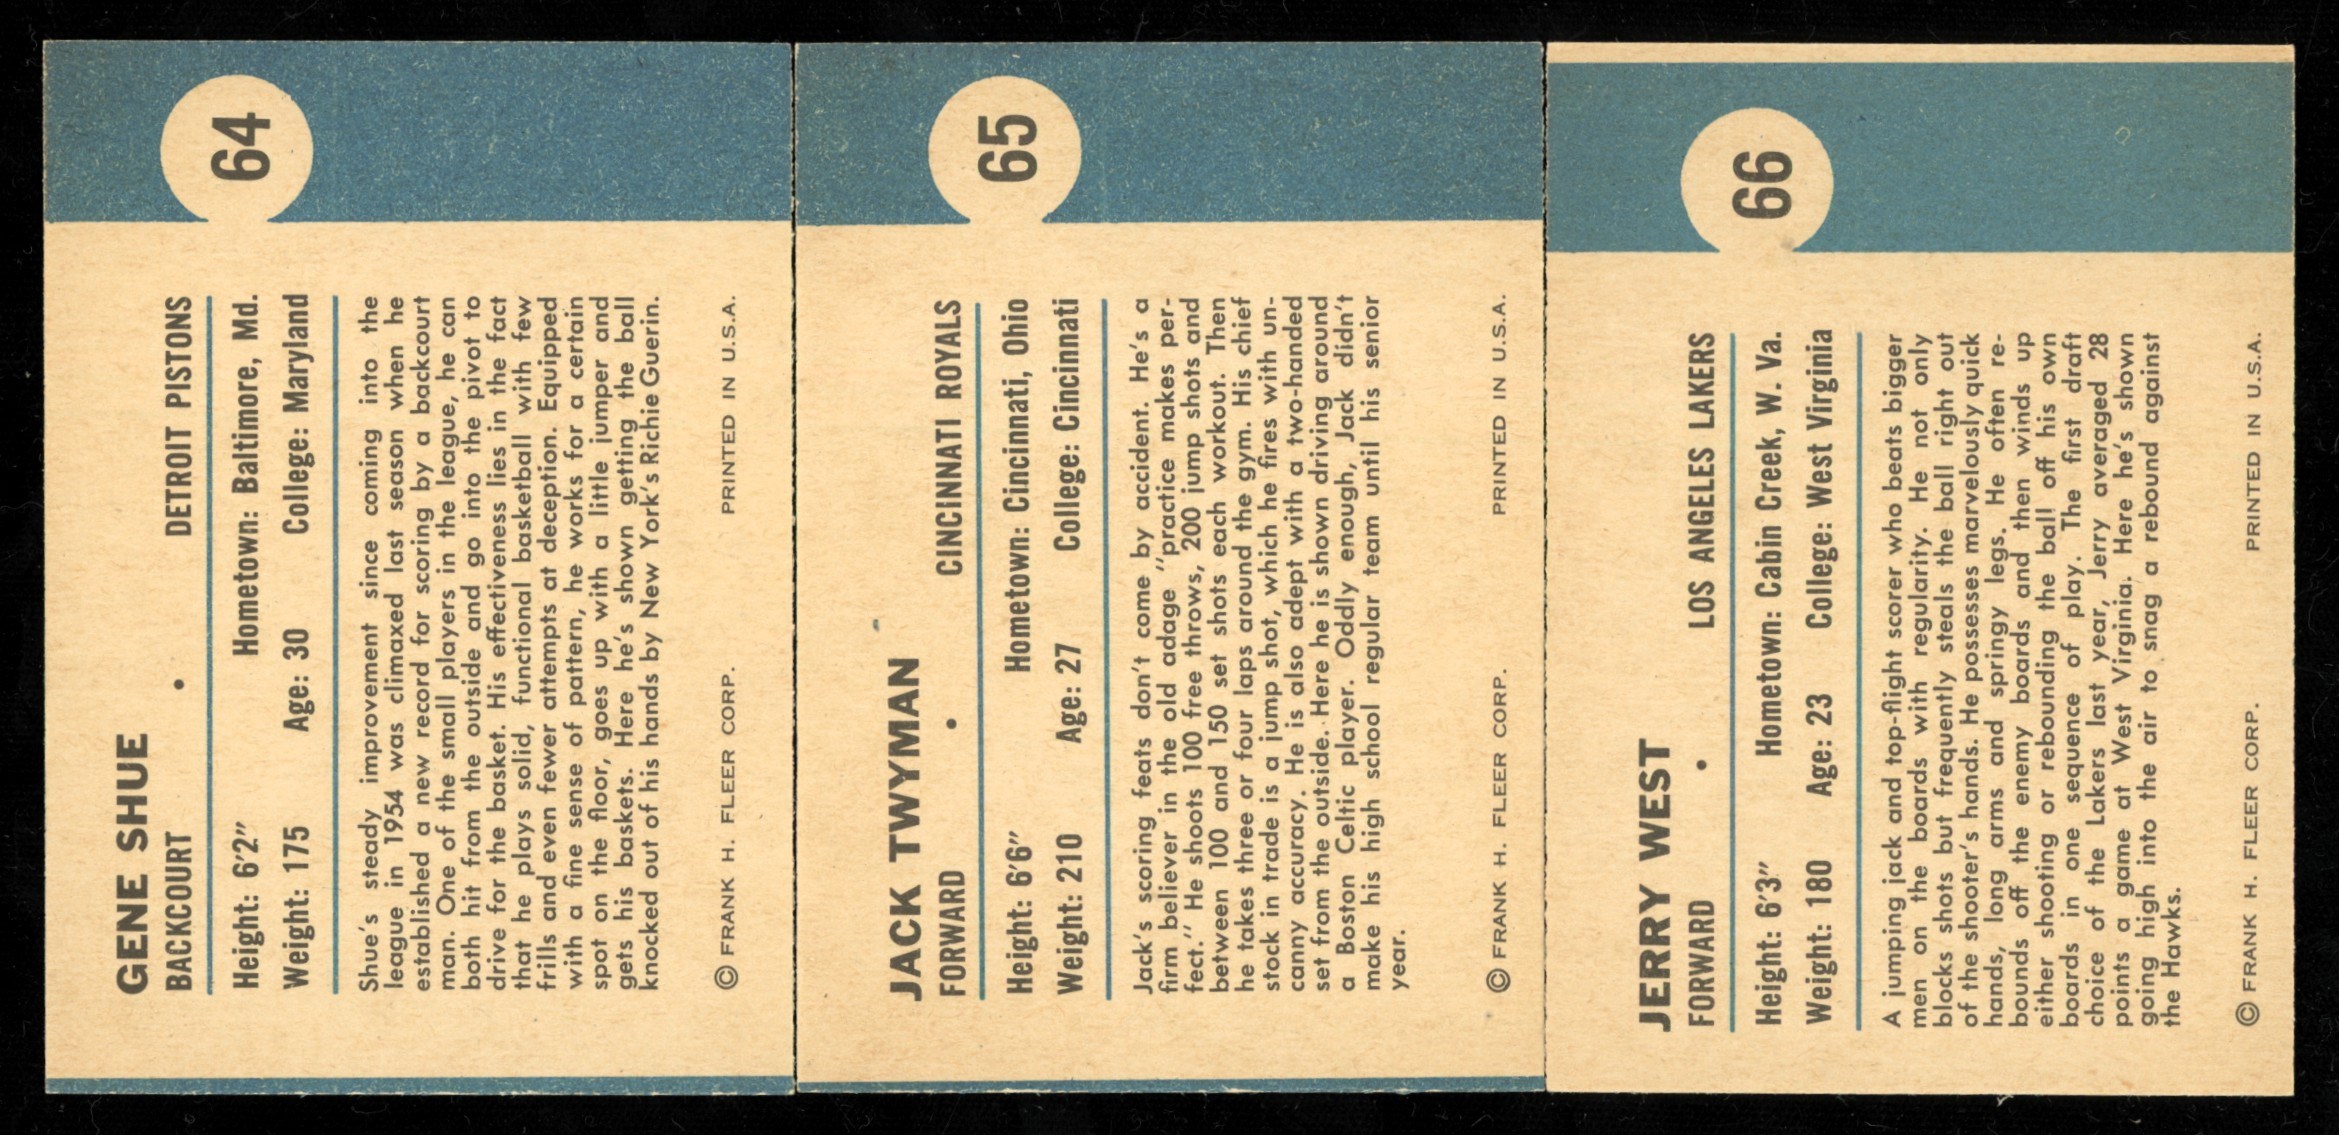 64
GENE SHUE
BACKCOURT • DETROIT PISTONS
Height: 6'2" Hometown: Baltimore, Md.
Weight: 175 Age: 30 College: Maryland
Shue's steady improvement since coming into the
league in 1954 was climaxed last season when he
established a new record for scoring by a backcourt
man. One of the small players in the league, he can
both hit from the outside and go into the pivot to
drive for the basket. His effectiveness lies in the fact
that he plays solid, functional basketball with few
frills and even fewer attempts at deception. Equipped
with a fine sense of pattern, he works for a certain
spot on the floor, goes up with a little jumper and
gets his baskets. Here he's shown getting the ball
knocked out of his hands by New York's Richie Guerin.
© FRANK H. FLEER CORP. PRINTED IN U.S.A.
65
JACK TWYMAN
FORWARD • CINCINNATI ROYALS
Height: 6'6" Hometown: Cincinnati, Ohio
Weight: 210 Age: 27 College: Cincinnati
Jack's scoring feats don't come by accident. He's a
firm believer in the old adage "practice makes per-
fect." He shoots 100 free throws, 200 jump shots and
between 100 and 150 set shots each workout. Then
he takes three or four laps around the gym. His chief
stock in trade is a jump shot, which he fires with un-
canny accuracy. He is also adept with a two-handed
set from the outside. Here he is shown driving around
a Boston Celtic player. Oddly enough, Jack didn't
make his high school regular team until his senior
year.
© FRANK H. FLEER CORP. PRINTED IN U.S.A.
66
JERRY WEST
FORWARD • LOS ANGELES LAKERS
Height: 6'3" Hometown: Cabin Creek, W. Va.
Weight: 180 Age: 23 College: West Virginia
A jumping jack and top-flight scorer who beats bigger
men on the boards with regularity. He not only
blocks shots but frequently steals the ball right out
of the shooter's hands. He possesses marvelously quick
hands, long arms and springy legs. He often re-
bounds off the enemy boards and then winds up
either shooting or rebounding the ball off his own
boards in one sequence of play. The first draft
choice of the Lakers last year, Jerry averaged 28
points a game at West Virginia. Here he's shown
going high into the air to snag a rebound against
the Hawks.
© FRANK H. FLEER CORP. PRINTED IN U.S.A.